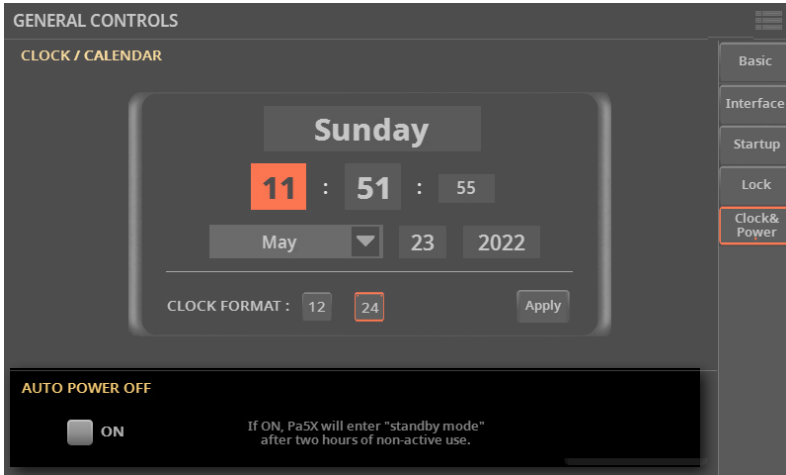 GENERAL CONTROLS
CLOCK / CALENDAR
Sunday
11 : 51 : 55
May 23 2022
CLOCK FORMAT : 12 24 Apply
AUTO POWER OFF
ON
If ON, Pa5X will enter "standby mode"
after two hours of non-active use.
Basic
Interface
Startup
Lock
Clock&
Power